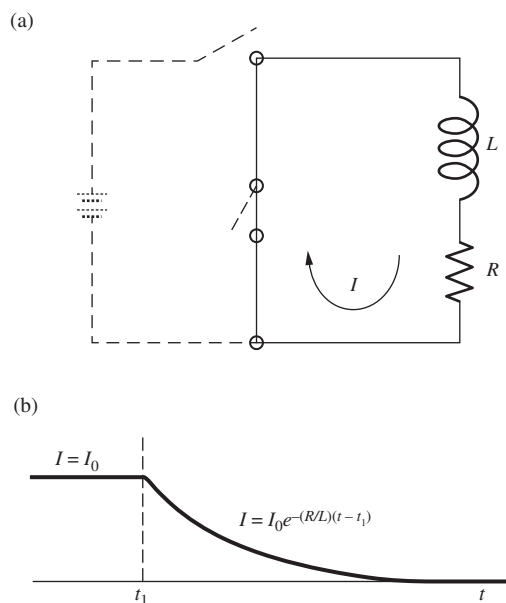 (a)
L
R
I
(b)
I = I₀
I = I₀e⁻⁽ᴿ/ᴸ⁾⁽ᵗ ⁻ ᵗ₁⁾
t₁
t